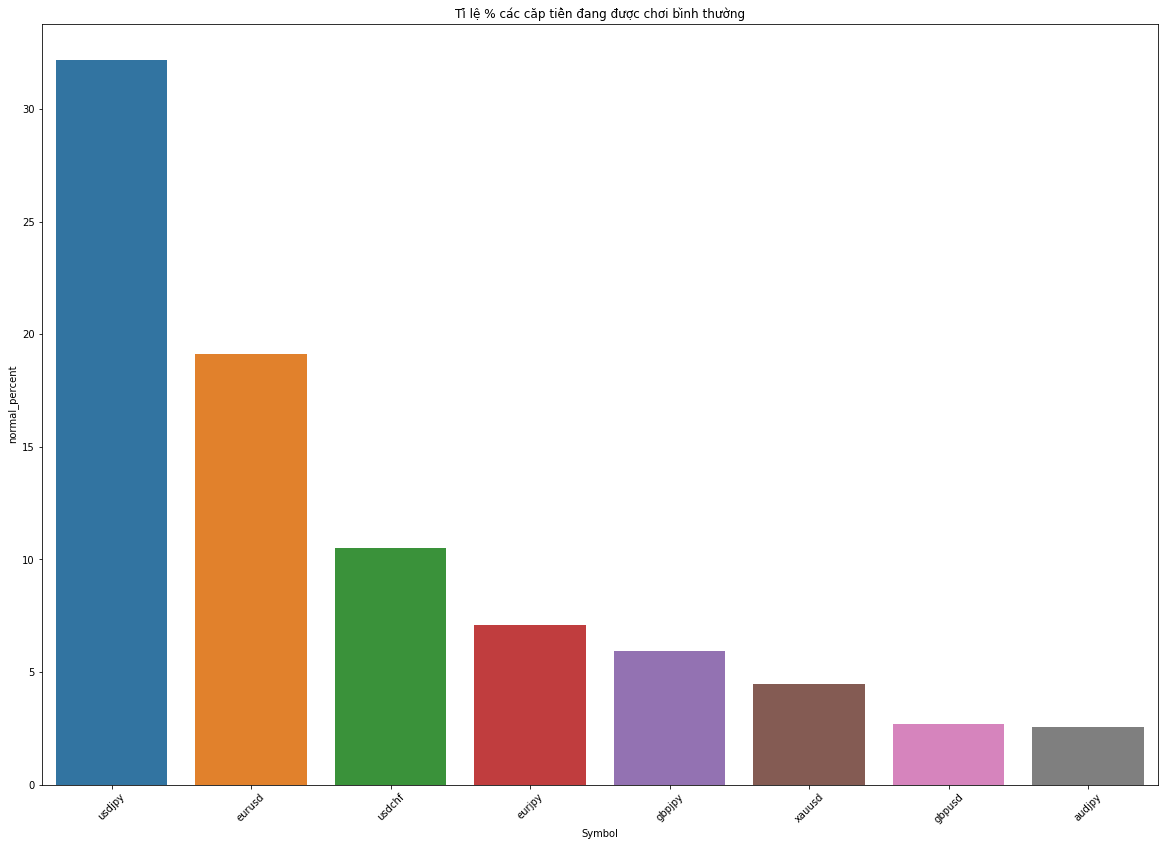 Tỉ lệ % các cặp tiền đang được chơi bình thường
normal_percent
30
25
20
15
10
5
0
usdjpy
eurusd
usdchf
eurjpy
gbpjpy
xauusd
gbpusd
audjpy
Symbol